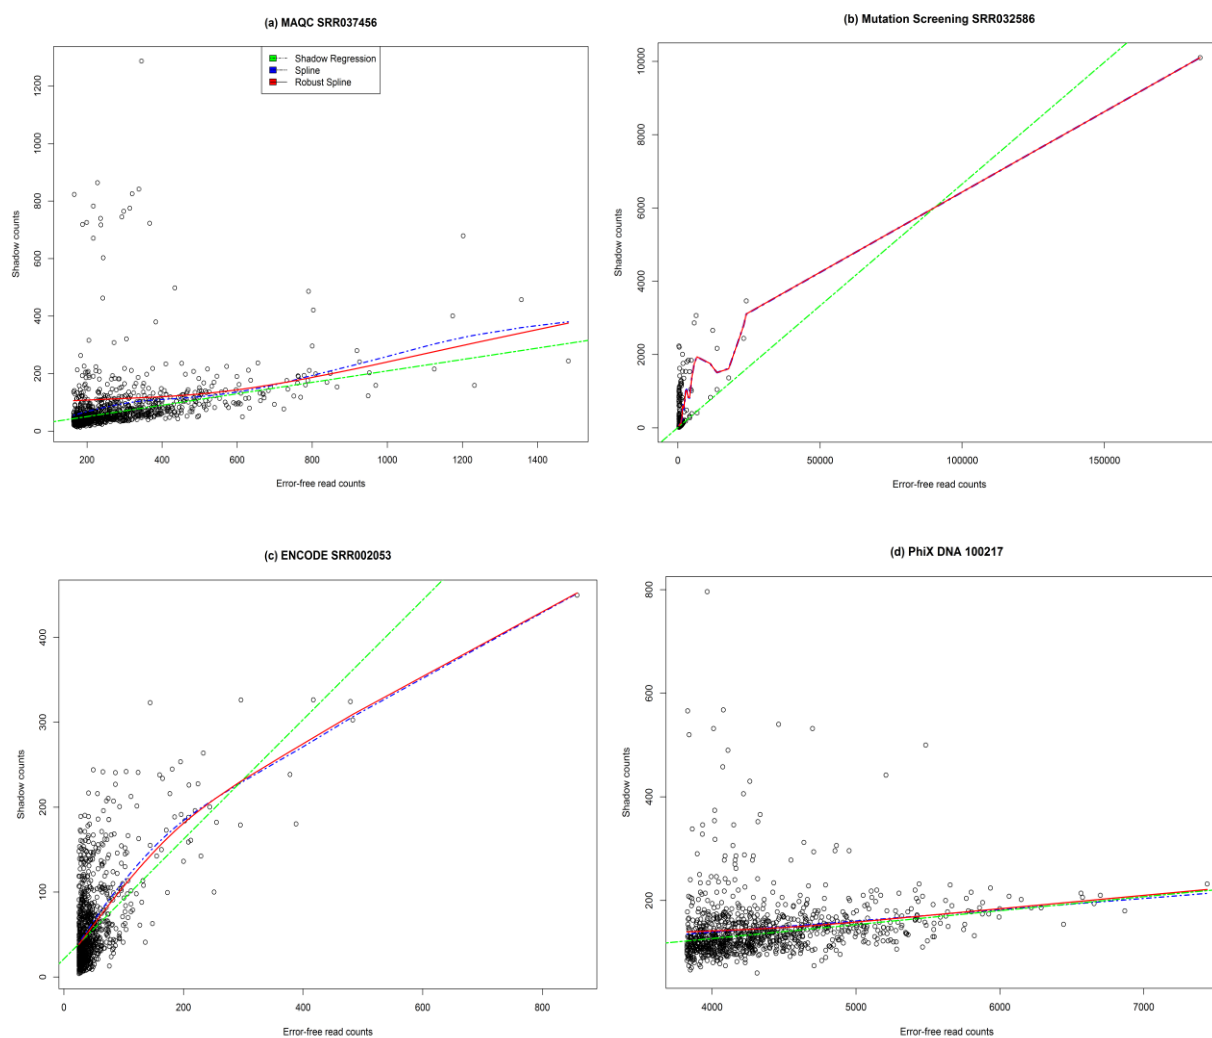 (a) MAQC SRR037456
Shadow Regression
Spline
Robust Spline
Shadow counts
0
200
400
600
800
1000
1200
200
400
600
800
1000
1200
1400
Error-free read counts
(b) Mutation Screening SRR032586
Shadow counts
0
2000
4000
6000
8000
10000
0
50000
100000
150000
Error-free read counts
(c) ENCODE SRR002053
Shadow counts
0
100
200
300
400
0
200
400
600
800
Error-free read counts
(d) PhiX DNA 100217
Shadow counts
200
400
600
800
4000
5000
6000
7000
Error-free read counts